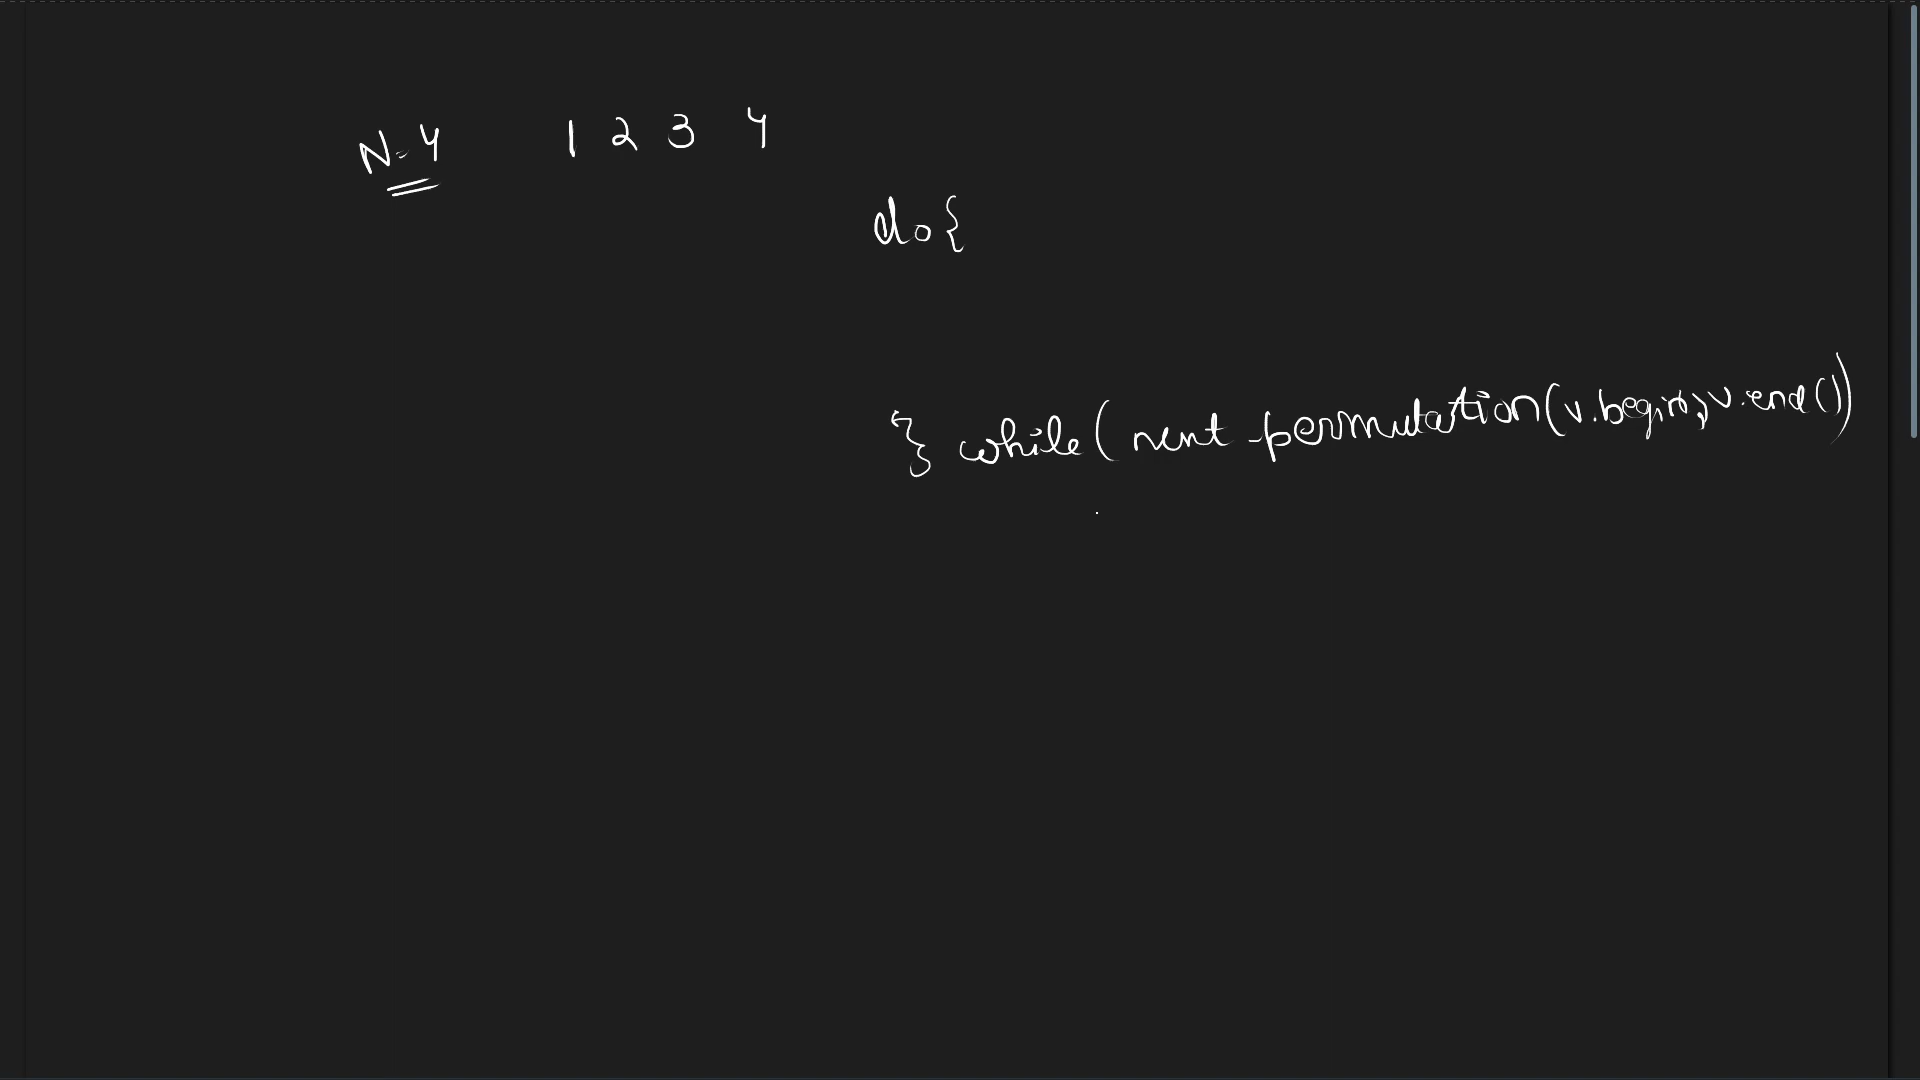 N=4 1 2 3 4
do{
} while( next_permutation(v.begin, v.end())